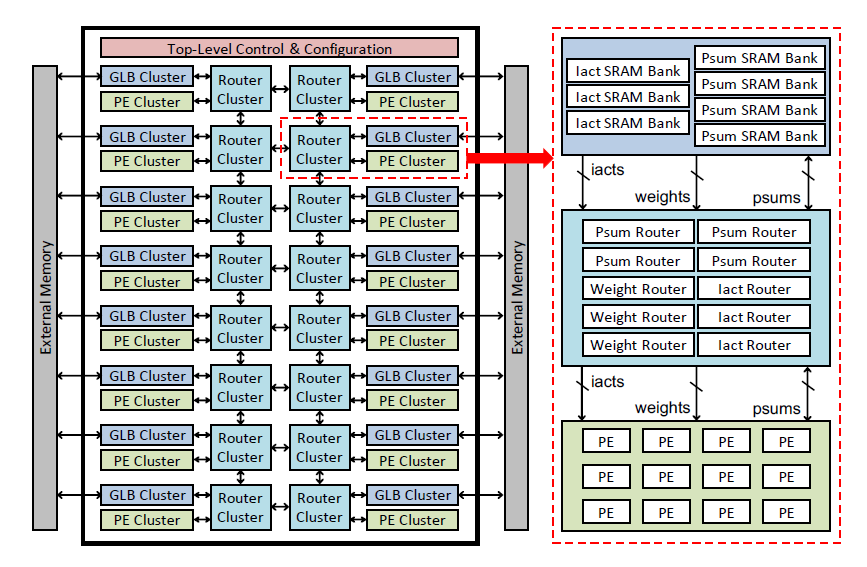 Top-Level Control & Configuration
External Memory
GLB Cluster
PE Cluster
Router
Cluster
Router
Cluster
GLB Cluster
PE Cluster
GLB Cluster
PE Cluster
Router
Cluster
Router
Cluster
GLB Cluster
PE Cluster
GLB Cluster
PE Cluster
Router
Cluster
Router
Cluster
GLB Cluster
PE Cluster
GLB Cluster
PE Cluster
Router
Cluster
Router
Cluster
GLB Cluster
PE Cluster
GLB Cluster
PE Cluster
Router
Cluster
Router
Cluster
GLB Cluster
PE Cluster
GLB Cluster
PE Cluster
Router
Cluster
Router
Cluster
GLB Cluster
PE Cluster
GLB Cluster
PE Cluster
Router
Cluster
Router
Cluster
GLB Cluster
PE Cluster
GLB Cluster
PE Cluster
Router
Cluster
Router
Cluster
GLB Cluster
PE Cluster
External Memory
Iact SRAM Bank
Iact SRAM Bank
Iact SRAM Bank
Psum SRAM Bank
Psum SRAM Bank
Psum SRAM Bank
Psum SRAM Bank
iacts
weights
psums
Psum Router
Psum Router
Psum Router
Psum Router
Weight Router
Iact Router
Weight Router
Iact Router
Weight Router
Iact Router
iacts
weights
psums
PE PE PE PE
PE PE PE PE
PE PE PE PE